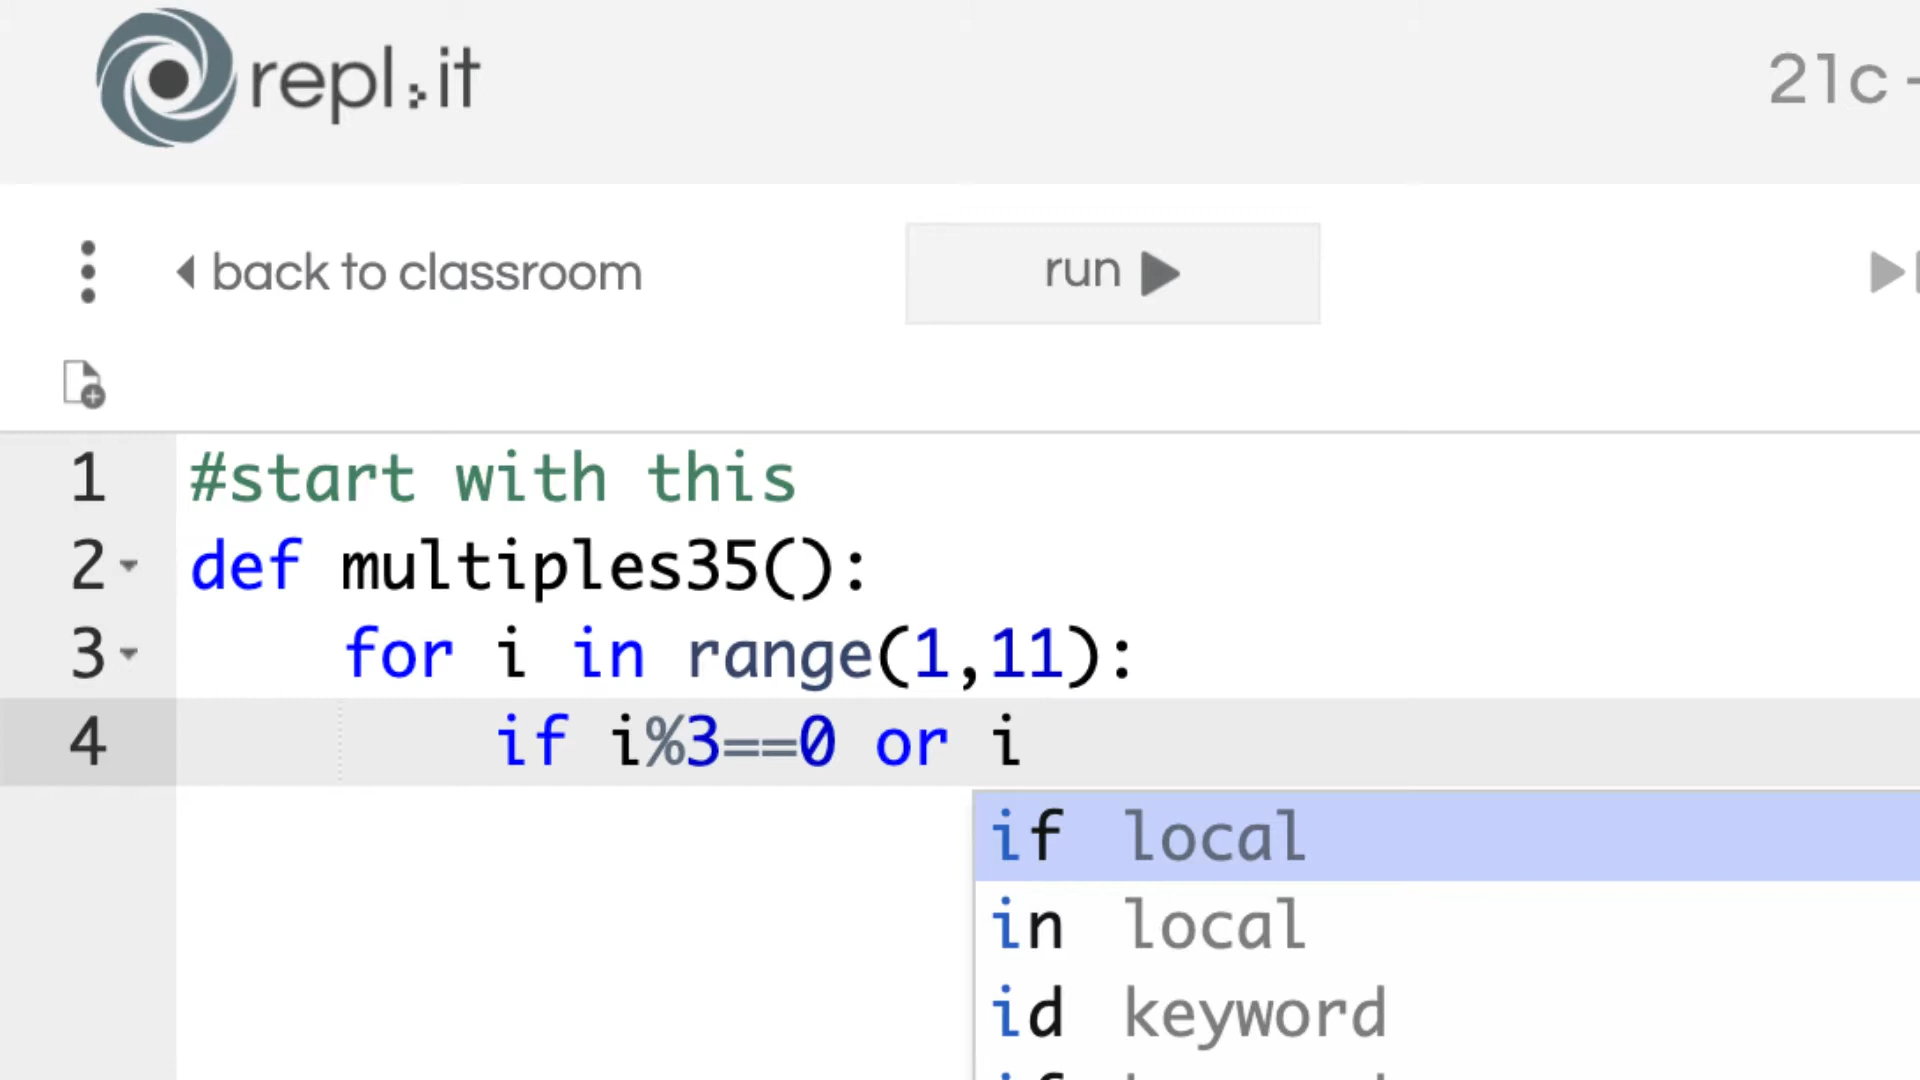 repl.it
21c -
back to classroom
run
1 #start with this
2 def multiples35():
3 for i in range(1,11):
4 if i%3==0 or i
if local
in local
id keyword